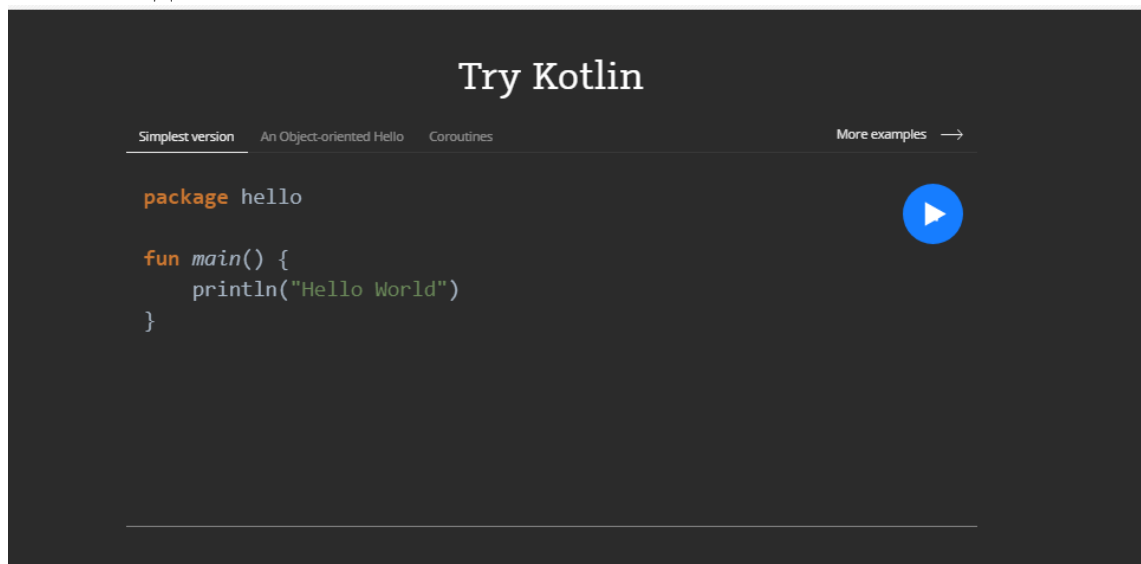 Try Kotlin
Simplest version An Object-oriented Hello Coroutines More examples →
package hello
fun main() {
    println("Hello World")
}